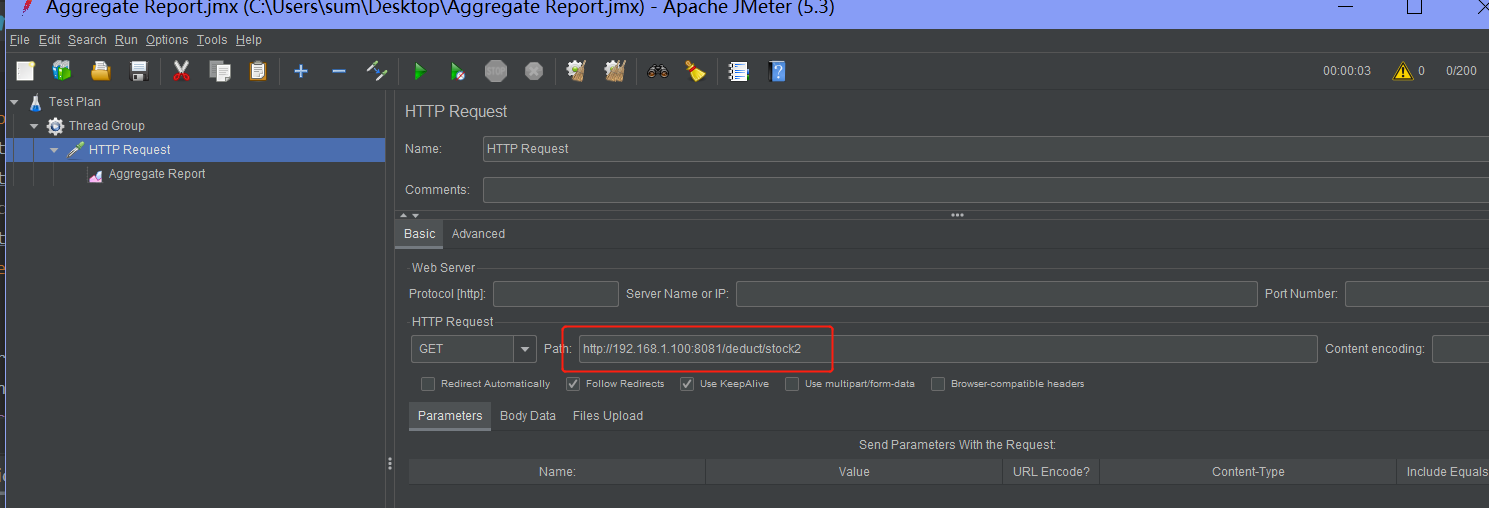 Aggregate Report.jmx (C:\Users\sum\Desktop\Aggregate Report.jmx) - Apache JMeter (5.3)
File Edit Search Run Options Tools Help
STOP 00:00:03 0 0/200
Test Plan
Thread Group
HTTP Request
Aggregate Report
HTTP Request
Name: HTTP Request
Comments:
Basic Advanced
Web Server
Protocol [http]: Server Name or IP: Port Number:
HTTP Request
GET Path: http://192.168.1.100:8081/deduct/stock2 Content encoding:
Redirect Automatically Follow Redirects Use KeepAlive Use multipart/form-data Browser-compatible headers
Parameters Body Data Files Upload
Send Parameters With the Request:
Name: Value URL Encode? Content-Type Include Equals